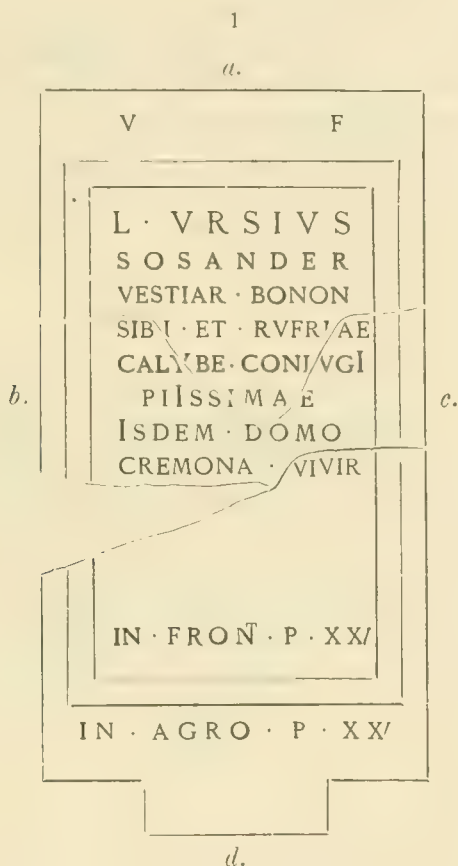 1
a.
V F
L · VRSIVS
SOSANDER
VESTIAR · BONON
SIBI · ET · RVFRIAE
CALYBE · CONIVGI
PIISSIMAE
ISDEM · DOMO
CREMONA · VIVIR
b.
c.
IN · FRONT · P · XX/
IN · AGRO · P · XX/
d.